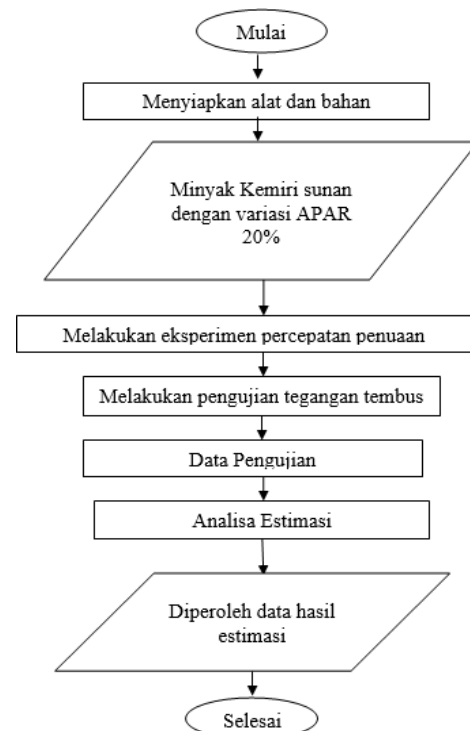 Mulai
Menyiapkan alat dan bahan
Minyak Kemiri sunan
dengan variasi APAR
20%
Melakukan eksperimen percepatan penuaan
Melakukan pengujian tegangan tembus
Data Pengujian
Analisa Estimasi
Diperoleh data hasil
estimasi
Selesai